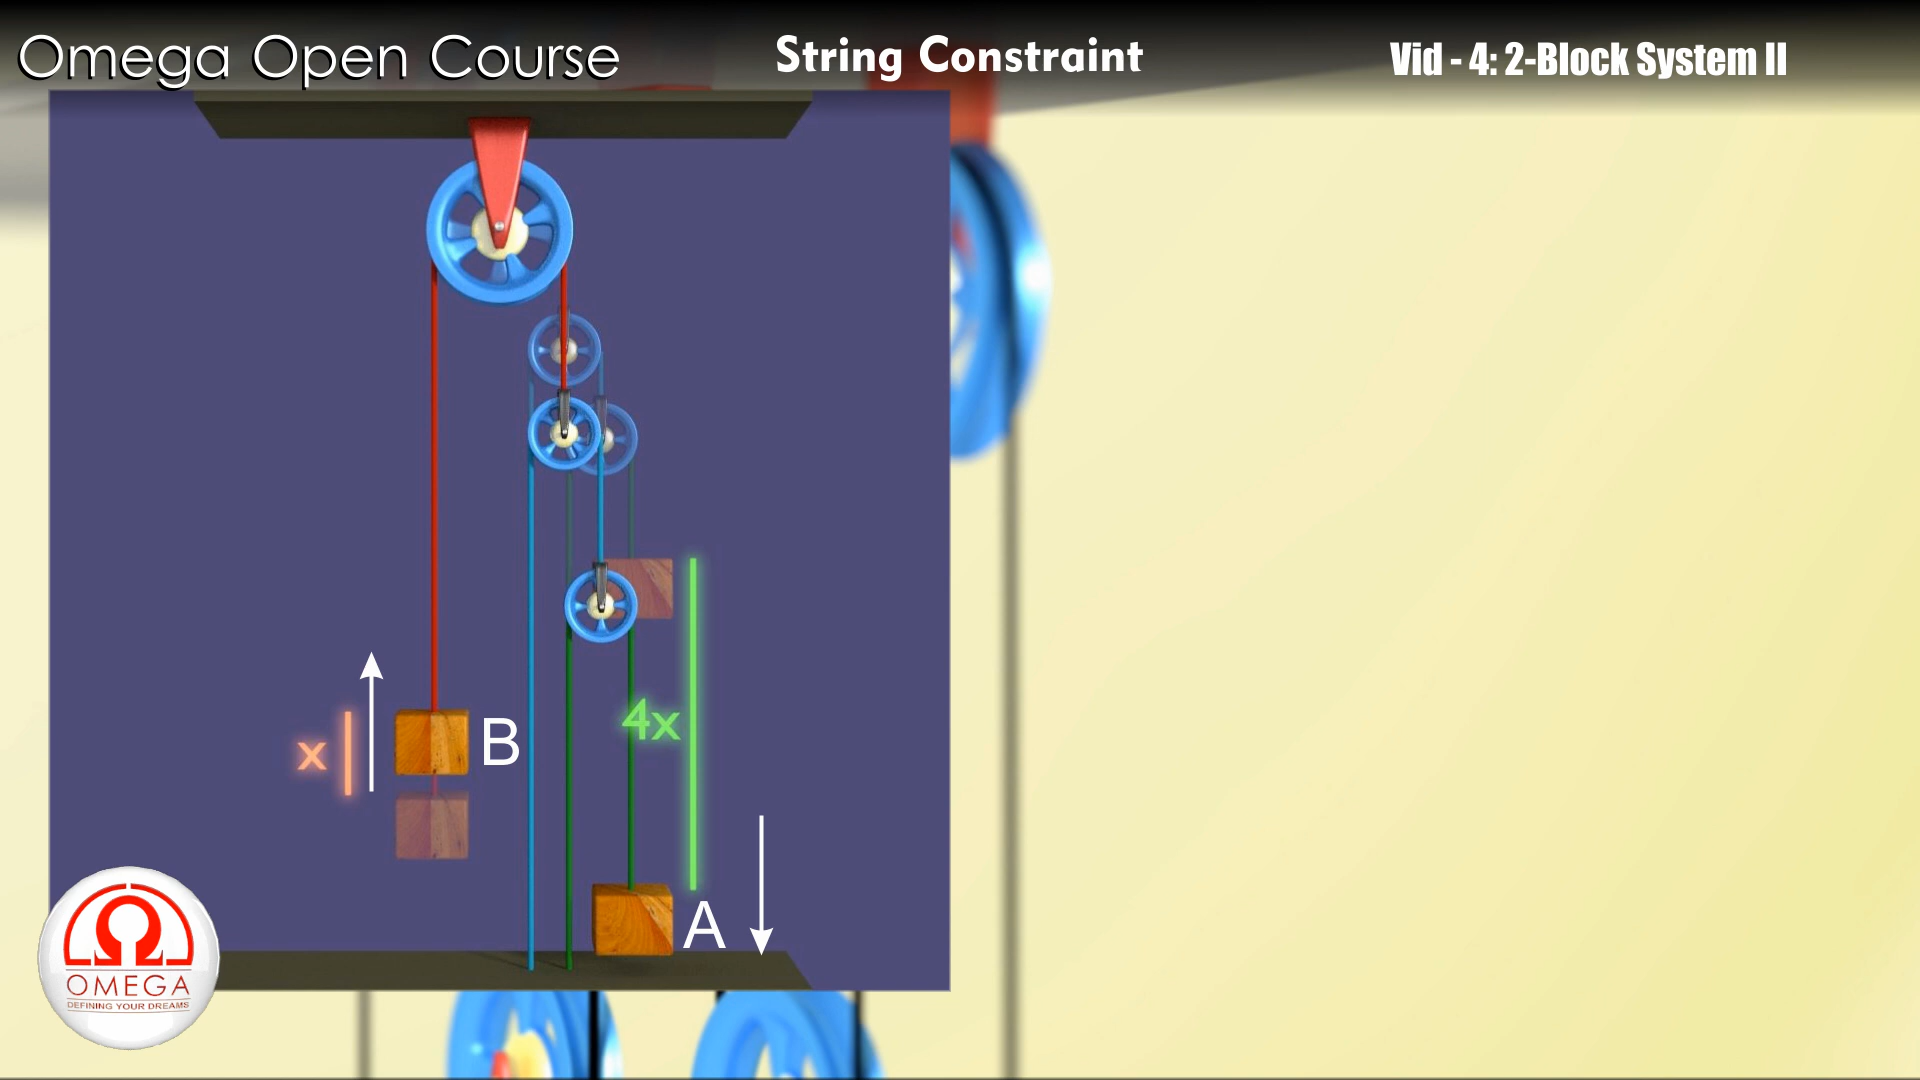 Omega Open Course
String Constraint
Vid - 4: 2-Block System II
x
B
4x
A
Ω
OMEGA
DEFINING YOUR DREAMS